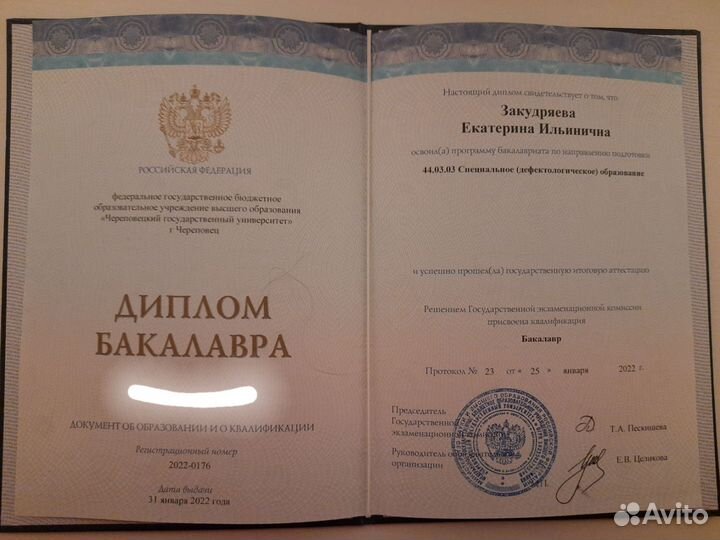 РОССИЙСКАЯ ФЕДЕРАЦИЯ
федеральное государственное бюджетное
образовательное учреждение высшего образования
«Череповецкий государственный университет»
г Череповец
ДИПЛОМ
БАКАЛАВРА
ДОКУМЕНТ ОБ ОБРАЗОВАНИИ И О КВАЛИФИКАЦИИ
Регистрационный номер
2022-0176
Дата выдачи
31 января 2022 года
Настоящий диплом свидетельствует о том, что
Закудряева
Екатерина Ильинична
освоил(а) программу бакалавриата по направлению подготовки
44.03.03 Специальное (дефектологическое) образование
и успешно прошел(ла) государственную итоговую аттестацию
Решением Государственной экзаменационной комиссии
присвоена квалификация
Бакалавр
Протокол № 23 от « 25 » января 2022 г.
Председатель
Государственной
экзаменационной комиссии
Т.А. Пескишева
Руководитель образовательной
организации
Е.В. Целикова
М.П.
Avito